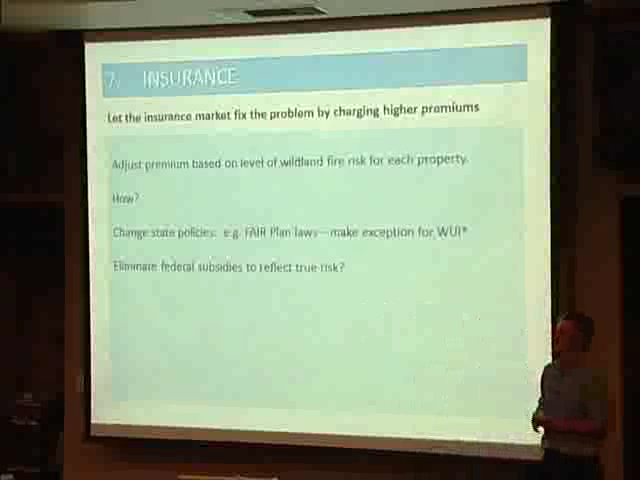 7. INSURANCE
Let the insurance market fix the problem by charging higher premiums
Adjust premium based on level of wildland fire risk for each property.
How?
Change state policies: e.g. FAIR Plan laws—make exception for WUI*
Eliminate federal subsidies to reflect true risk?